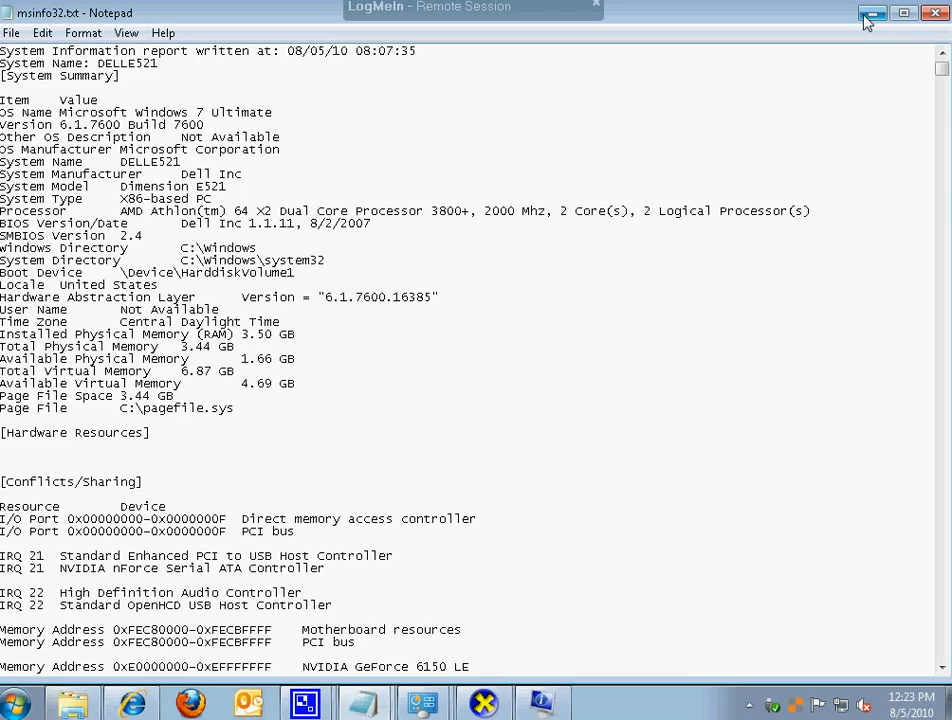 msinfo32.txt - Notepad
LogMeIn - Remote Session
File Edit Format View Help
System Information report written at: 08/05/10 08:07:35
System Name: DELLE521
[System Summary]
Item Value
OS Name Microsoft Windows 7 Ultimate
Version 6.1.7600 Build 7600
Other OS Description Not Available
OS Manufacturer Microsoft Corporation
System Name DELLE521
System Manufacturer Dell Inc
System Model Dimension E521
System Type X86-based PC
Processor AMD Athlon(tm) 64 X2 Dual Core Processor 3800+, 2000 Mhz, 2 Core(s), 2 Logical Processor(s)
BIOS Version/Date Dell Inc 1.1.11, 8/2/2007
SMBIOS Version 2.4
Windows Directory C:\Windows
System Directory C:\Windows\system32
Boot Device \Device\HarddiskVolume1
Locale United States
Hardware Abstraction Layer Version = "6.1.7600.16385"
User Name Not Available
Time Zone Central Daylight Time
Installed Physical Memory (RAM) 3.50 GB
Total Physical Memory 3.44 GB
Available Physical Memory 1.66 GB
Total Virtual Memory 6.87 GB
Available Virtual Memory 4.69 GB
Page File Space 3.44 GB
Page File C:\pagefile.sys
[Hardware Resources]
[Conflicts/Sharing]
Resource Device
I/O Port 0x00000000-0x0000000F Direct memory access controller
I/O Port 0x00000000-0x0000000F PCI bus
IRQ 21 Standard Enhanced PCI to USB Host Controller
IRQ 21 NVIDIA nForce Serial ATA Controller
IRQ 22 High Definition Audio Controller
IRQ 22 Standard OpenHCD USB Host Controller
Memory Address 0xFEC80000-0xFECBFFFF Motherboard resources
Memory Address 0xFEC80000-0xFECBFFFF PCI bus
Memory Address 0xE0000000-0xEFFFFFFF NVIDIA GeForce 6150 LE
12:23 PM
8/5/2010